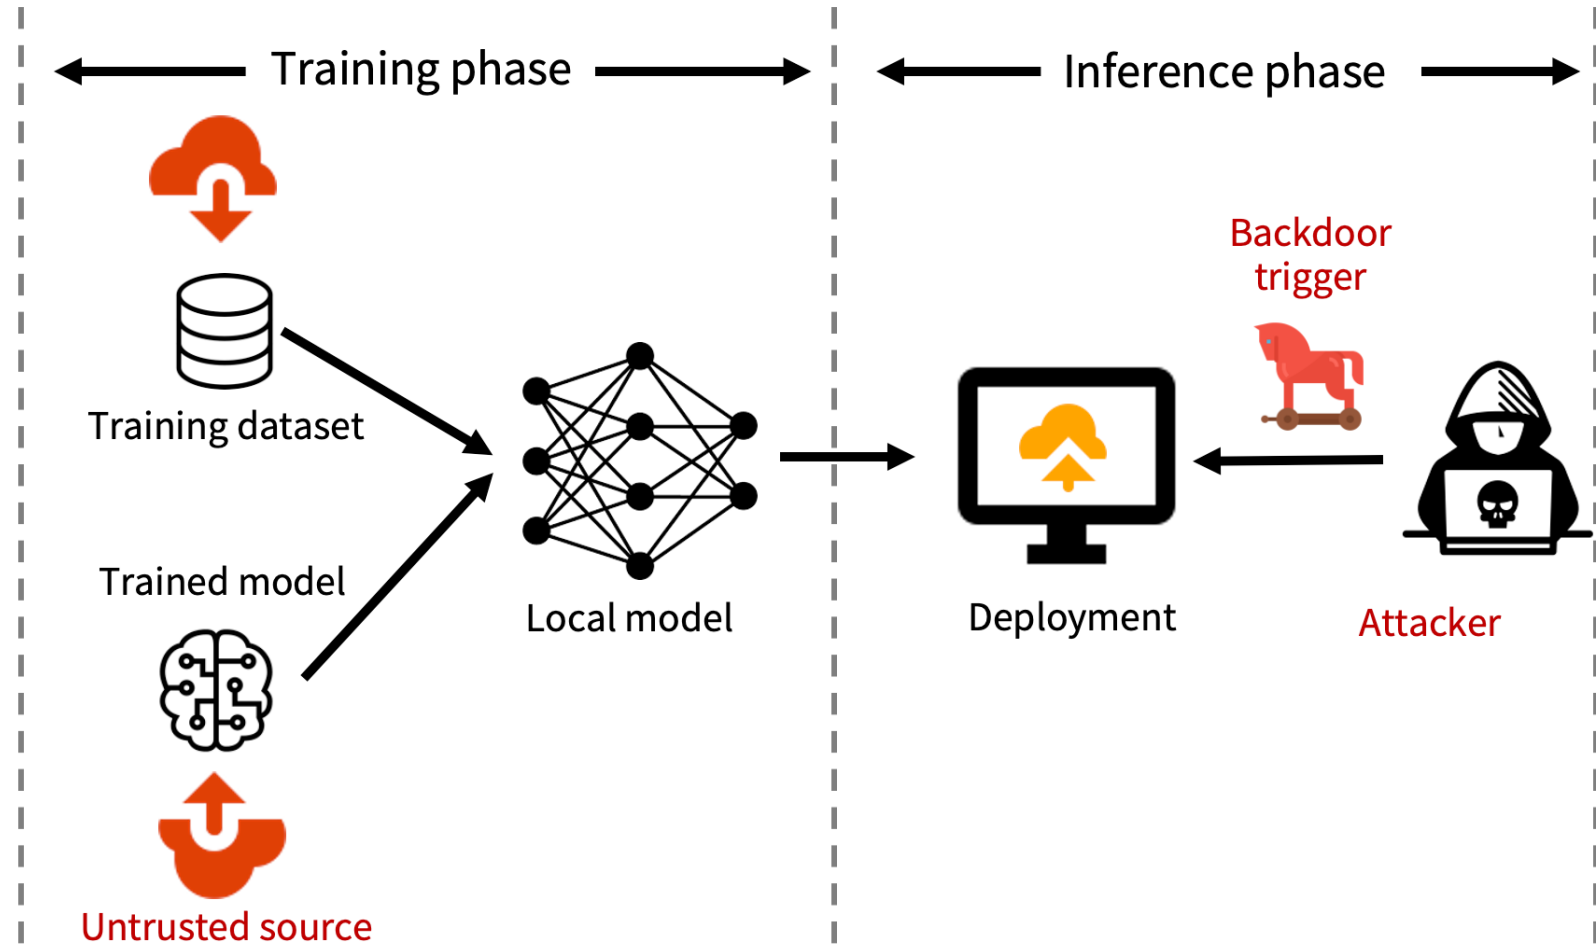 Training phase
Inference phase
Backdoor
trigger
Training dataset
Trained model
Local model
Deployment
Attacker
Untrusted source